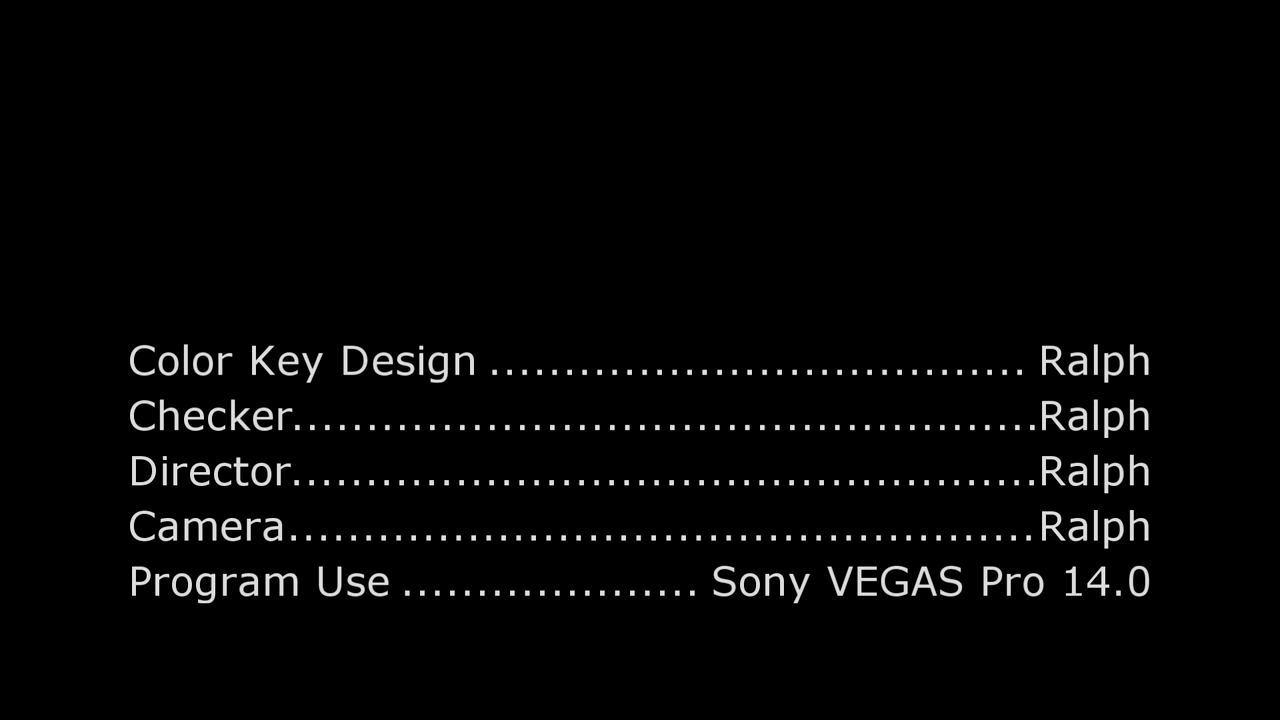 Color Key Design .................................... Ralph
Checker..................................................Ralph
Director..................................................Ralph
Camera..................................................Ralph
Program Use .................... Sony VEGAS Pro 14.0